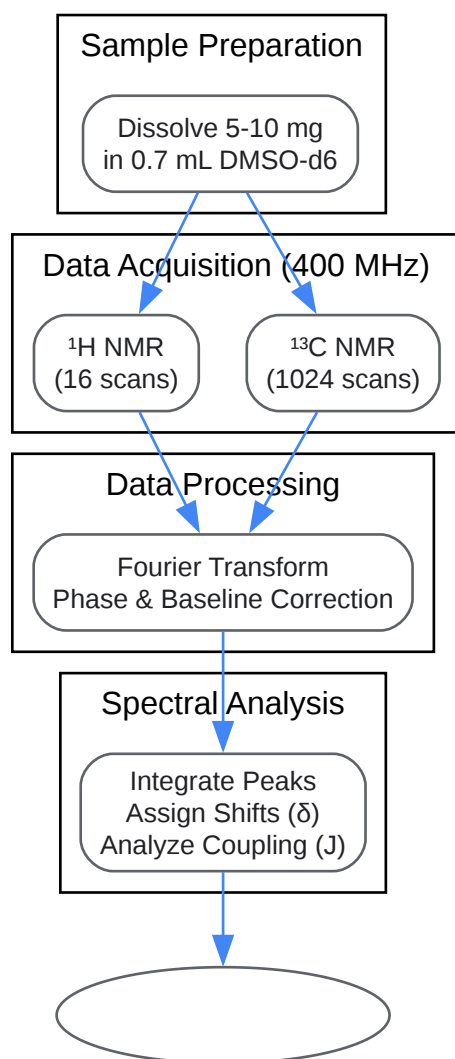 Sample Preparation
Dissolve 5-10 mg
in 0.7 mL DMSO-d6
Data Acquisition (400 MHz)
¹H NMR
(16 scans)
¹³C NMR
(1024 scans)
Data Processing
Fourier Transform
Phase & Baseline Correction
Spectral Analysis
Integrate Peaks
Assign Shifts (δ)
Analyze Coupling (J)